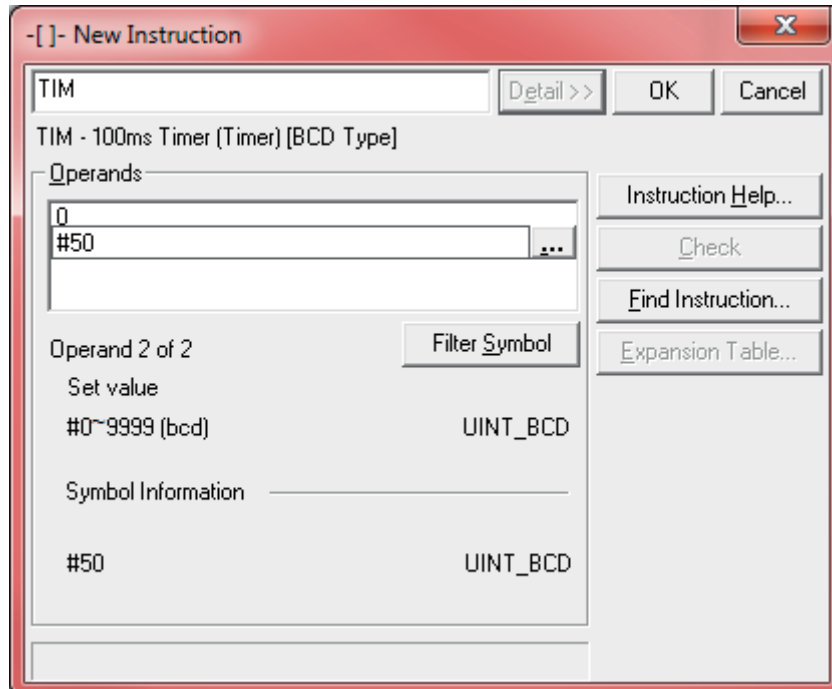 -[ ]- New Instruction
TIM
Detail >>
OK
Cancel
TIM - 100ms Timer (Timer) [BCD Type]
Operands
0
#50
...
Instruction Help...
Check
Find Instruction...
Expansion Table...
Operand 2 of 2
Filter Symbol
Set value
#0~9999 (bcd) UINT_BCD
Symbol Information
#50 UINT_BCD